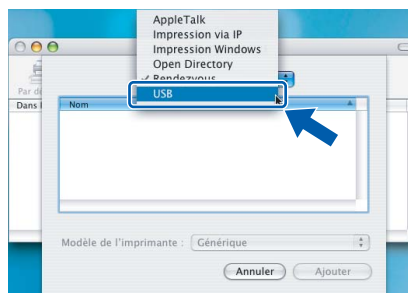 AppleTalk
Impression via IP
Impression Windows
Open Directory
✓ Rendezvous
USB
Par dé
Dans l
Nom
Modèle de l'imprimante : Générique
Annuler Ajouter